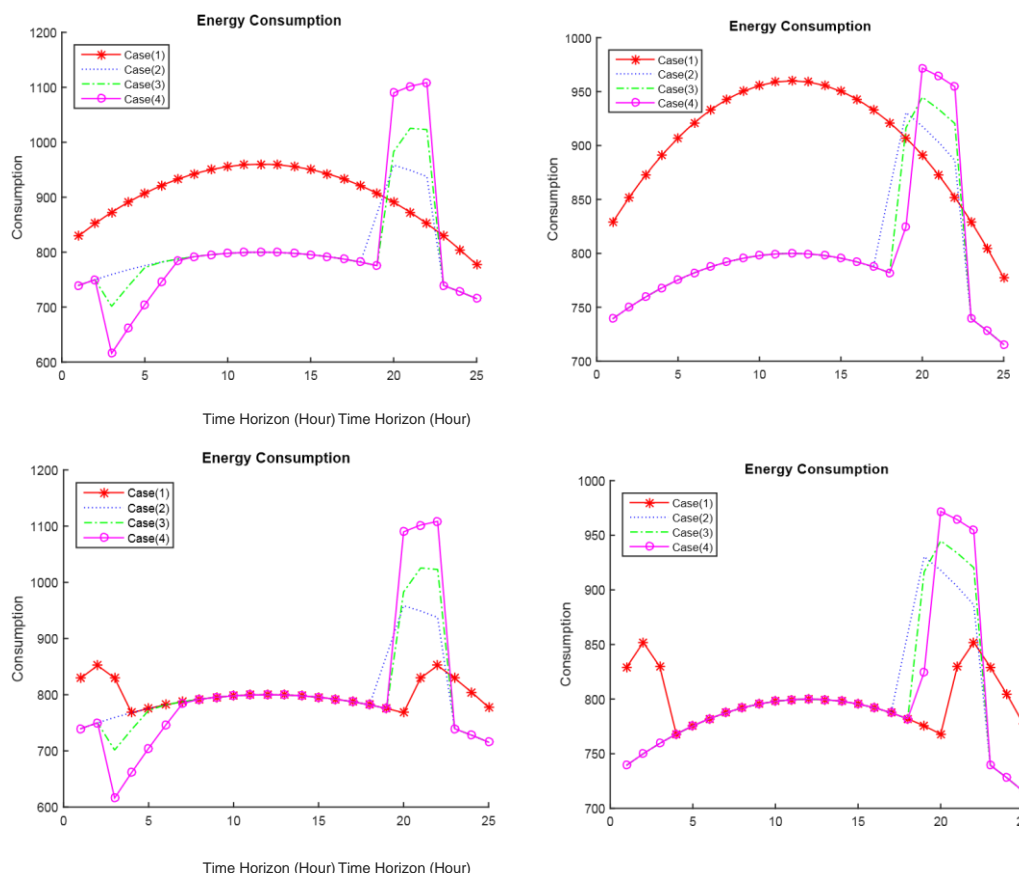 Energy Consumption
1200
1100
1000
900
800
700
600
Consumption
Case(1)
Case(2)
Case(3)
Case(4)
0 5 10 15 20 25
Energy Consumption
1000
950
900
850
800
750
700
Consumption
Case(1)
Case(2)
Case(3)
Case(4)
0 5 10 15 20 25
Time Horizon (Hour) Time Horizon (Hour)
Energy Consumption
1200
1100
1000
900
800
700
600
Consumption
Case(1)
Case(2)
Case(3)
Case(4)
0 5 10 15 20 25
Energy Consumption
1000
950
900
850
800
750
700
Consumption
Case(1)
Case(2)
Case(3)
Case(4)
0 5 10 15 20
Time Horizon (Hour) Time Horizon (Hour)